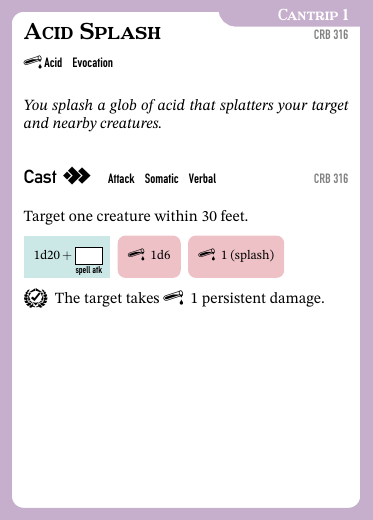 CANTRIP 1
ACID SPLASH CRB 316
Acid Evocation
You splash a glob of acid that splatters your target
and nearby creatures.
Cast Attack Somatic Verbal CRB 316
Target one creature within 30 feet.
1d20 + 1d6 1 (splash)
spell atk
The target takes 1 persistent damage.